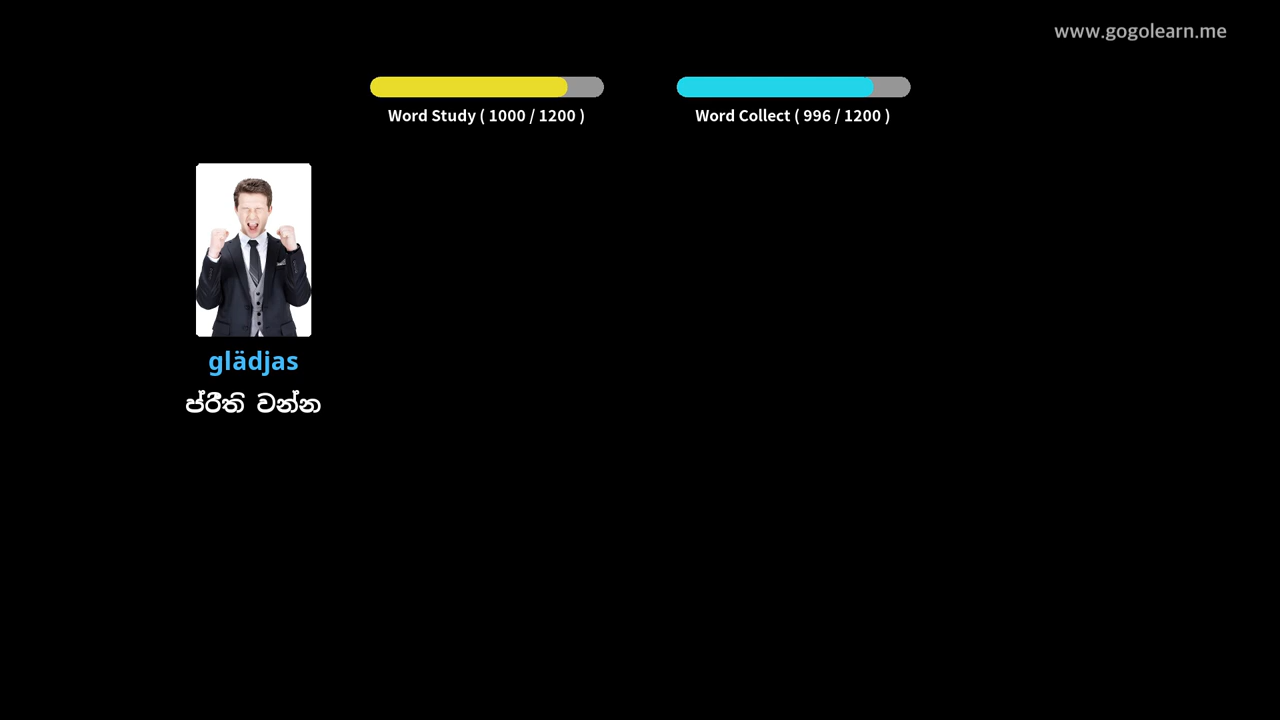 www.gogolearn.me
Word Study ( 1000 / 1200 )
Word Collect ( 996 / 1200 )
glädjas
ප්රීති වන්න